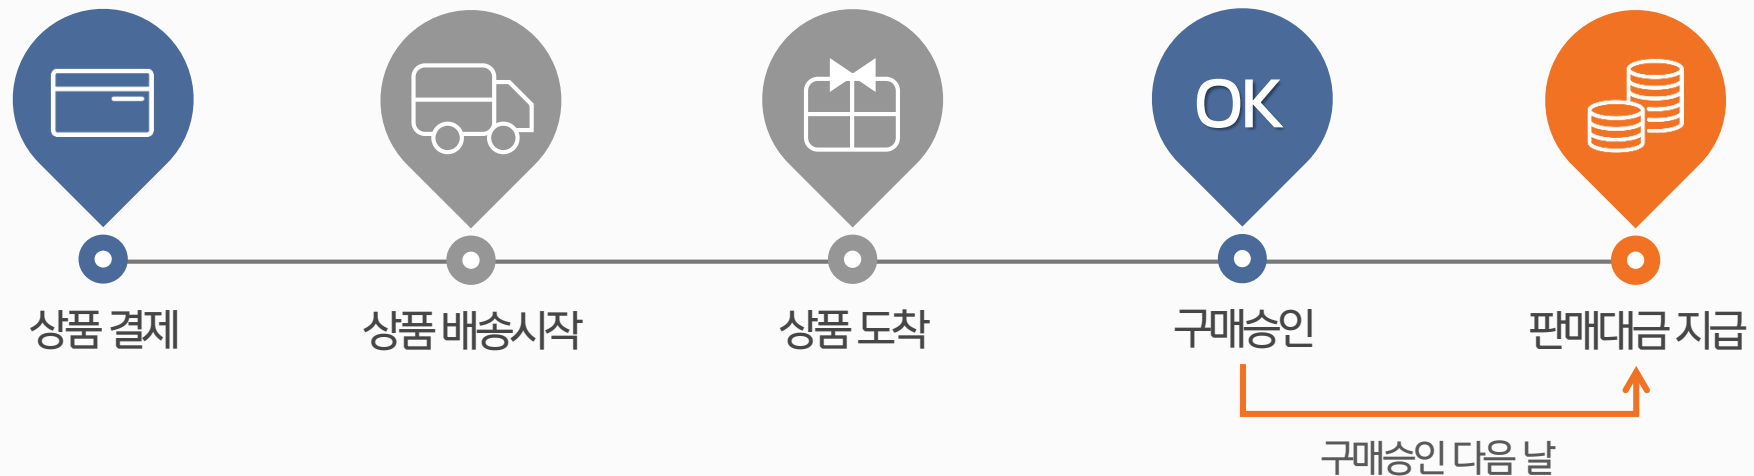 OK
상품 결제
상품 배송시작
상품 도착
구매승인
판매대금 지급
구매승인 다음 날